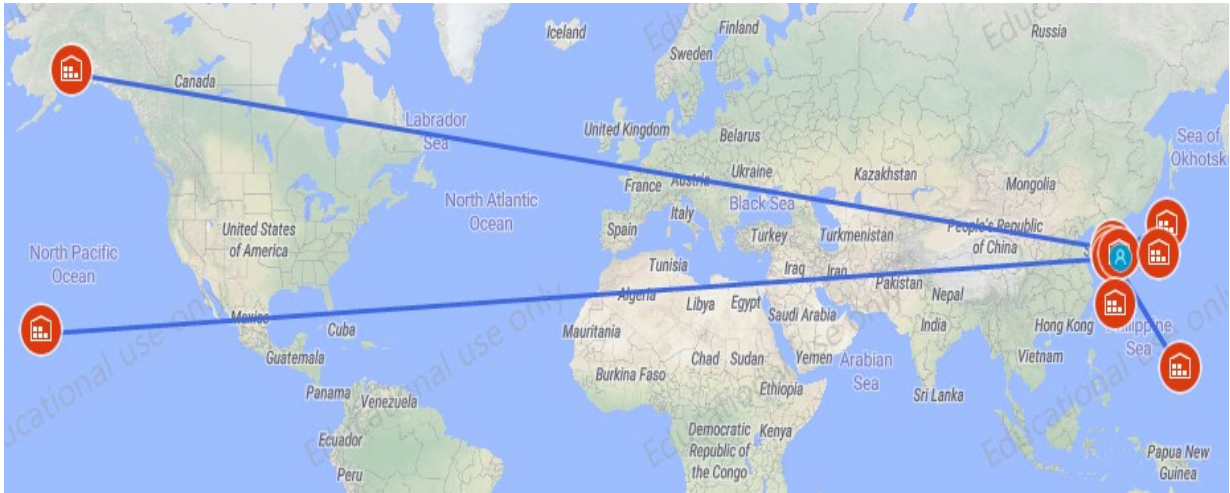 Iceland
Finland
Sweden
Russia
Canada
Labrador
Sea
United Kingdom
Belarus
Sea of
Okhotsk
Kazakhstan
Ukraine
Mongolia
France
Austria
Black Sea
North Atlantic
Ocean
Italy
Spain
United States
of America
Turkey
Turkmenistan
People's Republic
of China
North Pacific
Ocean
Tunisia
Iraq
Iran
Pakistan
Nepal
Algeria
Libya
Egypt
Saudi Arabia
Mexico
Cuba
Mauritania
India
Hong Kong
Philippine
Sea
Guatemala
Chad
Sudan
Yemen
Arabian
Sea
Vietnam
Burkina Faso
Ethiopia
Sri Lanka
Panama
Venezuela
Democratic
Republic of
the Congo
Kenya
Ecuador
Peru
Papua New
Guinea
Educational use only